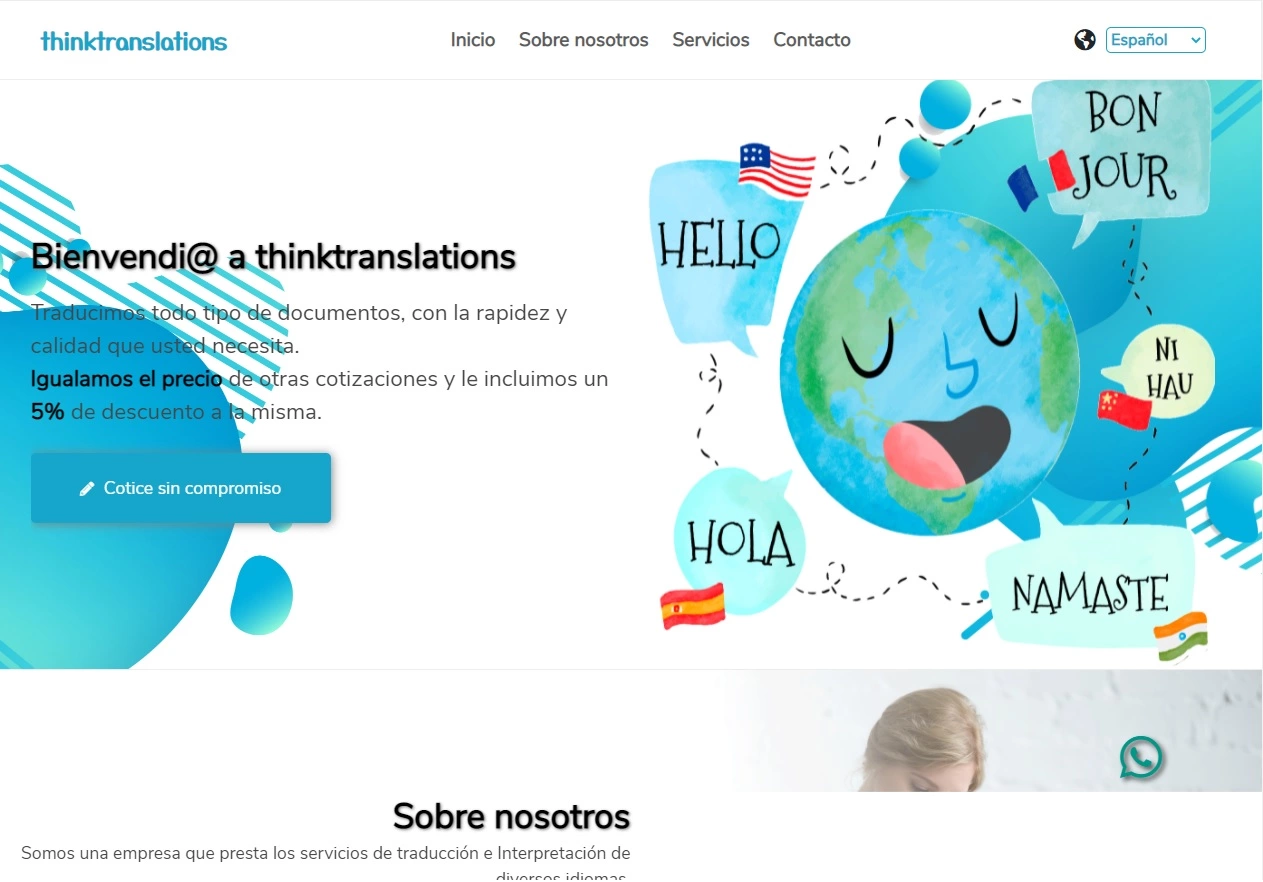 thinktranslations
Inicio Sobre nosotros Servicios Contacto
Español
Bienvendi@ a thinktranslations
Traducimos todo tipo de documentos, con la rapidez y
calidad que usted necesita.
Igualamos el precio de otras cotizaciones y le incluimos un
5% de descuento a la misma.
Cotice sin compromiso
BON
JOUR
HELLO
NI
HAU
HOLA
NAMASTE
Sobre nosotros
Somos una empresa que presta los servicios de traducción e Interpretación de
diversos idiomas.